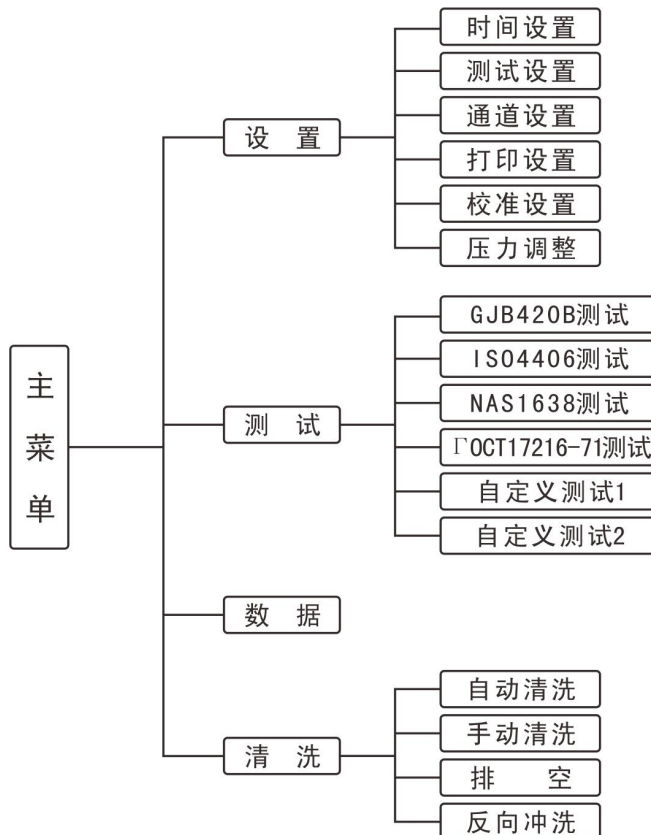 主菜单
设置
时间设置
测试设置
通道设置
打印设置
校准设置
压力调整
测试
GJB420B测试
ISO4406测试
NAS1638测试
ГOCT17216-71测试
自定义测试1
自定义测试2
数据
清洗
自动清洗
手动清洗
排空
反向冲洗